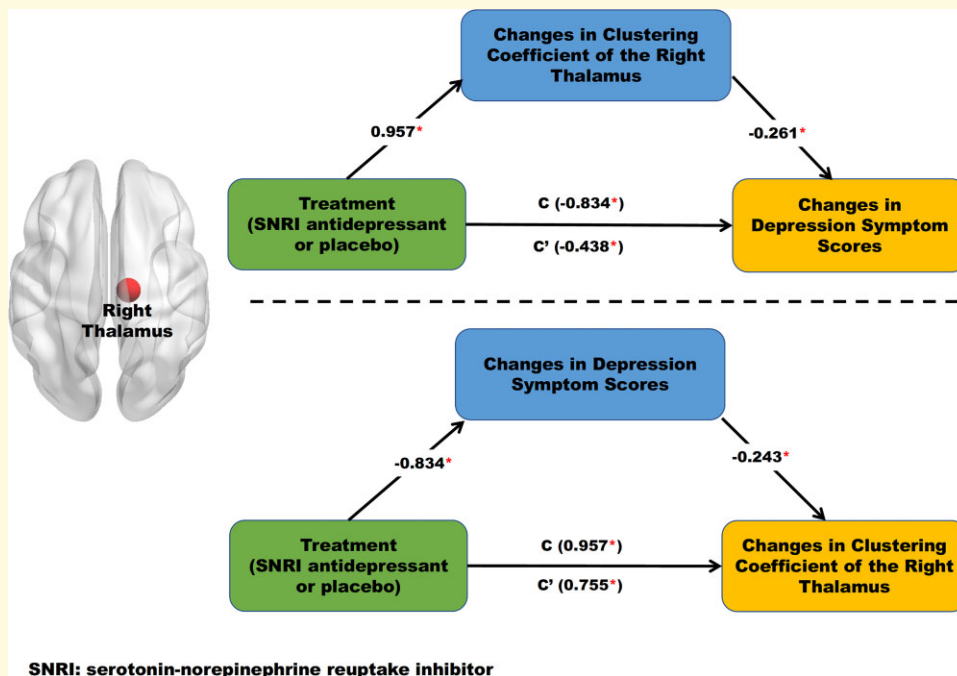 Changes in Clustering
Coefficient of the Right
Thalamus
0.957*
-0.261*
Treatment
(SNRI antidepressant
or placebo)
C (-0.834*)
C' (-0.438*)
Changes in
Depression Symptom
Scores
Right
Thalamus
Changes in Depression
Symptom Scores
-0.834*
-0.243*
Treatment
(SNRI antidepressant
or placebo)
C (0.957*)
C' (0.755*)
Changes in Clustering
Coefficient of the Right
Thalamus
SNRI: serotonin-norepinephrine reuptake inhibitor